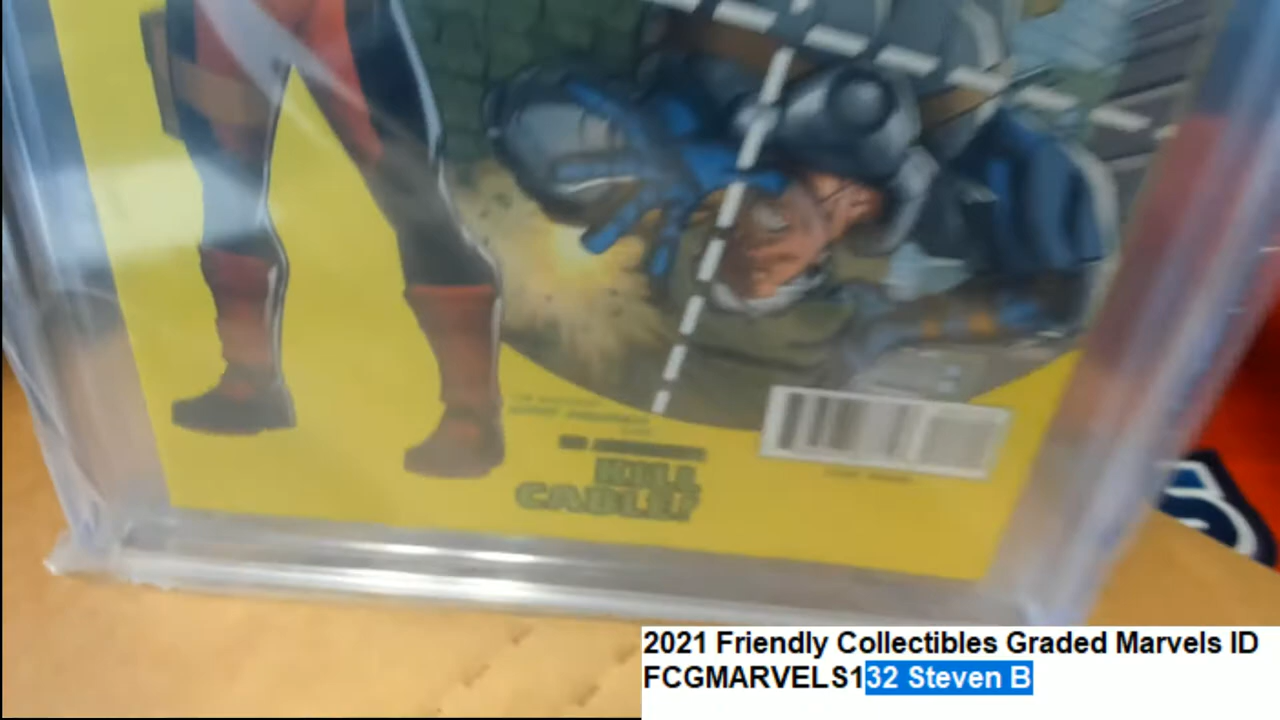 KILL
CABLE?
2021 Friendly Collectibles Graded Marvels ID
FCGMARVELS132 Steven B